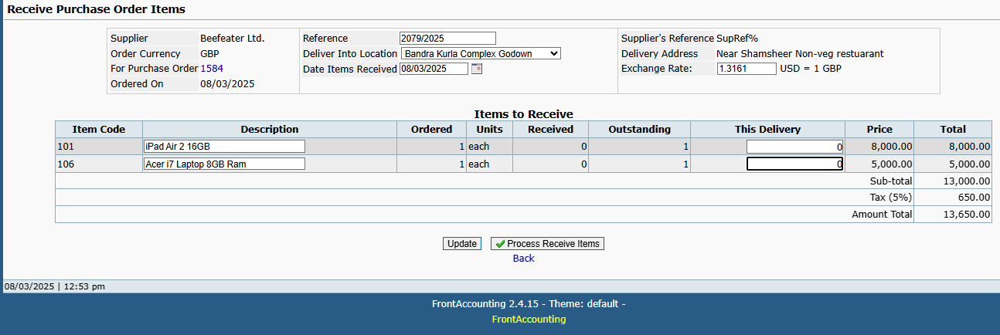 Receive Purchase Order Items
Supplier Beefeater Ltd. Reference 2079/2025 Supplier's Reference SupRef%
Order Currency GBP Deliver Into Location Bandra Kurla Complex Godown Delivery Address Near Shamsheer Non-veg restuarant
For Purchase Order 1584 Date Items Received 08/03/2025 Exchange Rate: 1.3161 USD = 1 GBP
Ordered On 08/03/2025
Items to Receive
Item Code Description Ordered Units Received Outstanding This Delivery Price Total
101 iPad Air 2 16GB 1 each 0 1 0 8,000.00 8,000.00
106 Acer i7 Laptop 8GB Ram 1 each 0 1 0 5,000.00 5,000.00
Sub-total 13,000.00
Tax (5%) 650.00
Amount Total 13,650.00
Update Process Receive Items
Back
08/03/2025 | 12:53 pm
FrontAccounting 2.4.15 - Theme: default -
FrontAccounting